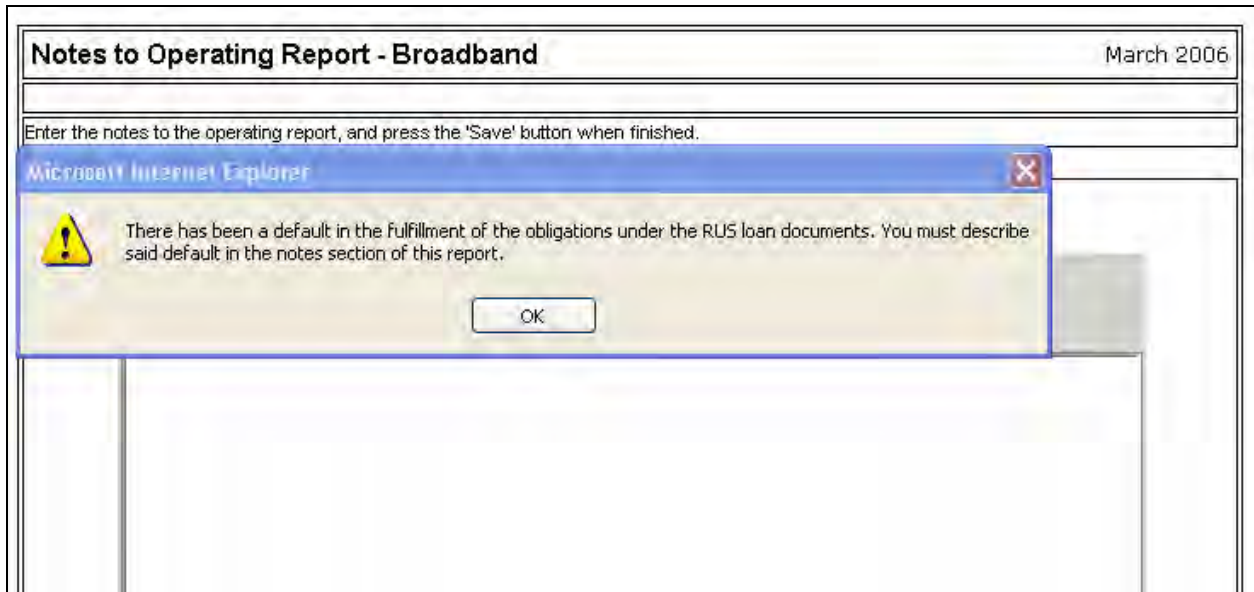 Notes to Operating Report - Broadband
March 2006
Enter the notes to the operating report, and press the 'Save' button when finished.
Microsoft Internet Explorer
There has been a default in the fulfillment of the obligations under the RUS loan documents. You must describe
said default in the notes section of this report.
OK